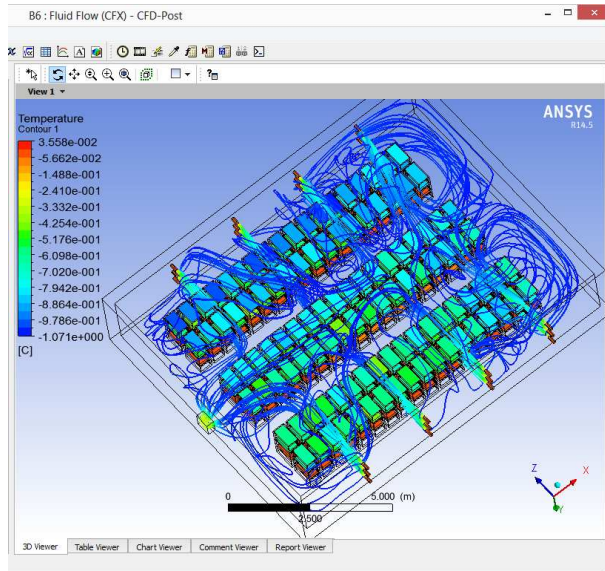 B6 : Fluid Flow (CFX) - CFD-Post
View 1
ANSYS
R14.5
Temperature
Contour 1
3.558e-002
-5.662e-002
-1.488e-001
-2.410e-001
-3.332e-001
-4.254e-001
-5.176e-001
-6.098e-001
-7.020e-001
-7.942e-001
-8.864e-001
-9.786e-001
-1.071e+000
[C]
0
5.000 (m)
2.500
Z
X
Y
3D Viewer
Table Viewer
Chart Viewer
Comment Viewer
Report Viewer